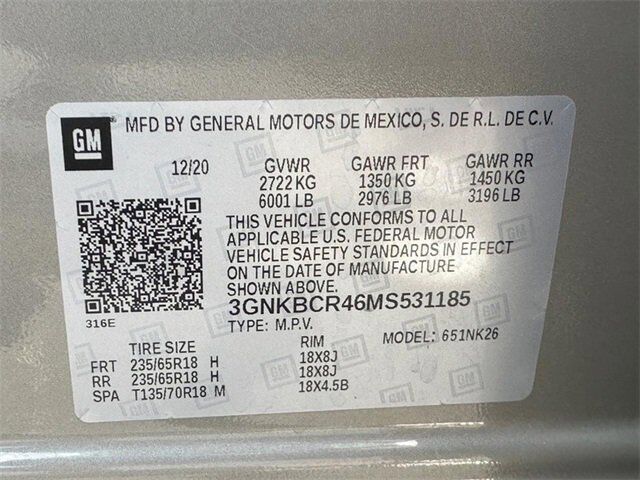 GM MFD BY GENERAL MOTORS DE MEXICO, S. DE R.L. DE C.V.
12/20 GVWR GAWR FRT GAWR RR
2722 KG 1350 KG 1450 KG
6001 LB 2976 LB 3196 LB
THIS VEHICLE CONFORMS TO ALL
APPLICABLE U.S. FEDERAL MOTOR
VEHICLE SAFETY STANDARDS IN EFFECT
ON THE DATE OF MANUFACTURE
SHOWN ABOVE.
3GNKBCR46MS531185
316E
TYPE: M.P.V. MODEL: 651NK26
TIRE SIZE RIM
FRT 235/65R18 H 18X8J
RR 235/65R18 H 18X8J
SPA T135/70R18 M 18X4.5B